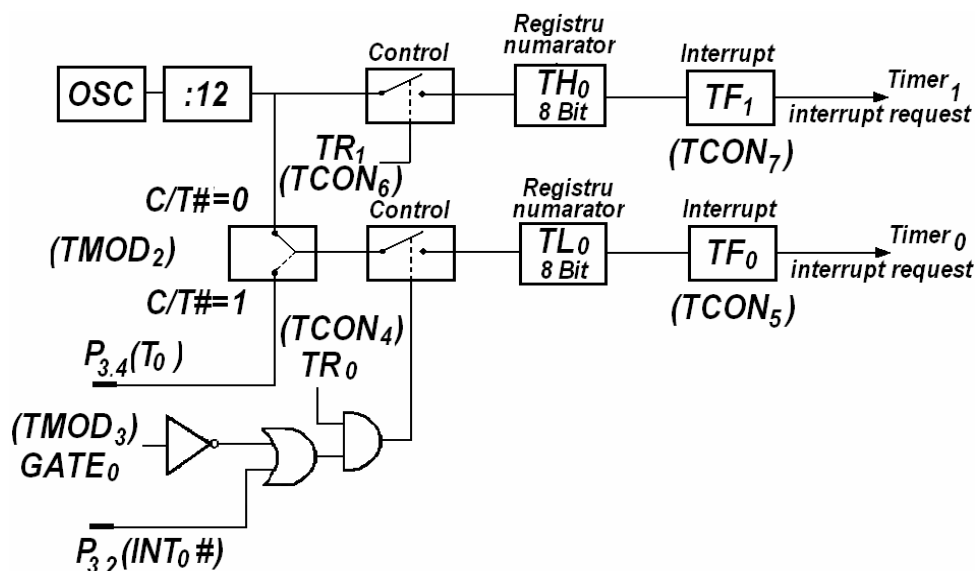 Registru
numarator
Control
Interrupt
OSC
:12
TH0
8 Bit
TF1
Timer1
interrupt request
TR1
(TCON6)
(TCON7)
C/T#=0
Control
Registru
numarator
Interrupt
(TMOD2)
TL0
8 Bit
TF0
Timer0
interrupt request
C/T#=1
(TCON5)
(TCON4)
TR0
P3.4(T0 )
(TMOD3)
GATE0
P3.2(INT0 #)